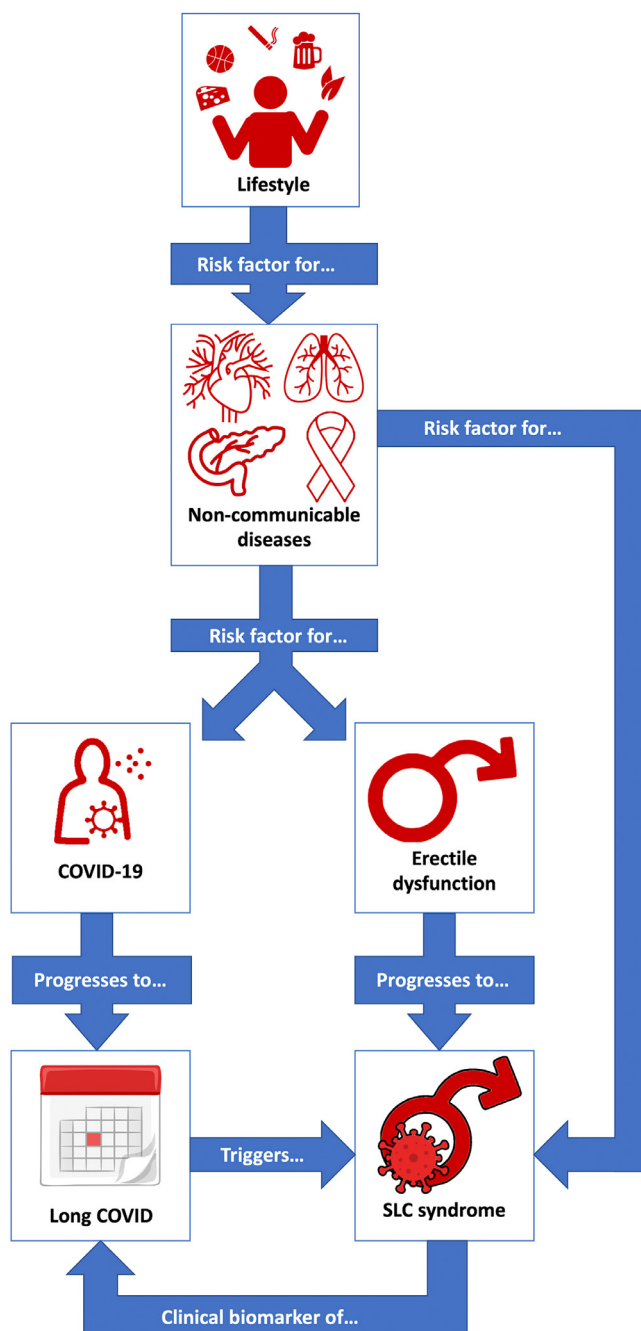 Lifestyle
Risk factor for...
Non-communicable
diseases
Risk factor for...
Risk factor for...
COVID-19
Erectile
dysfunction
Progresses to...
Progresses to...
Long COVID
Triggers...
SLC syndrome
Clinical biomarker of...